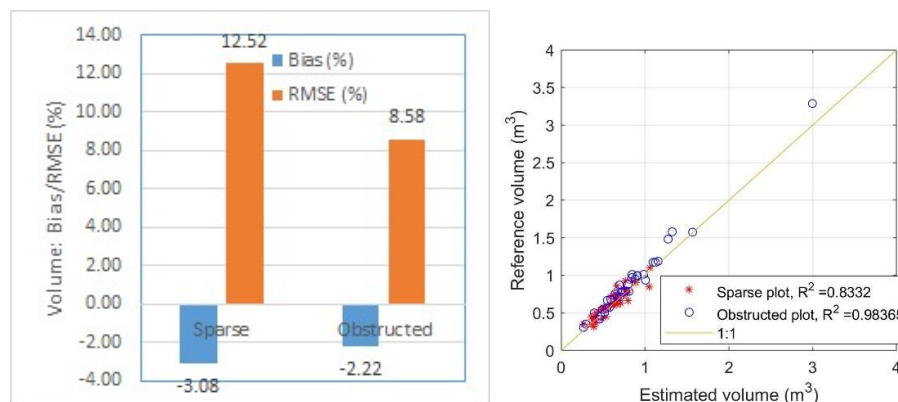 14.00
12.00
10.00
8.00
6.00
4.00
2.00
0.00
-2.00
-4.00
Volume: Bias/RMSE (%)
12.52
Bias (%)
RMSE (%)
8.58
Sparse
Obstructed
-3.08
-2.22
4
3.5
3
2.5
2
1.5
1
0.5
0
Reference volume (m³)
Sparse plot, R² =0.8332
Obstructed plot, R² =0.98365
1:1
0 1 2 3 4
Estimated volume (m³)